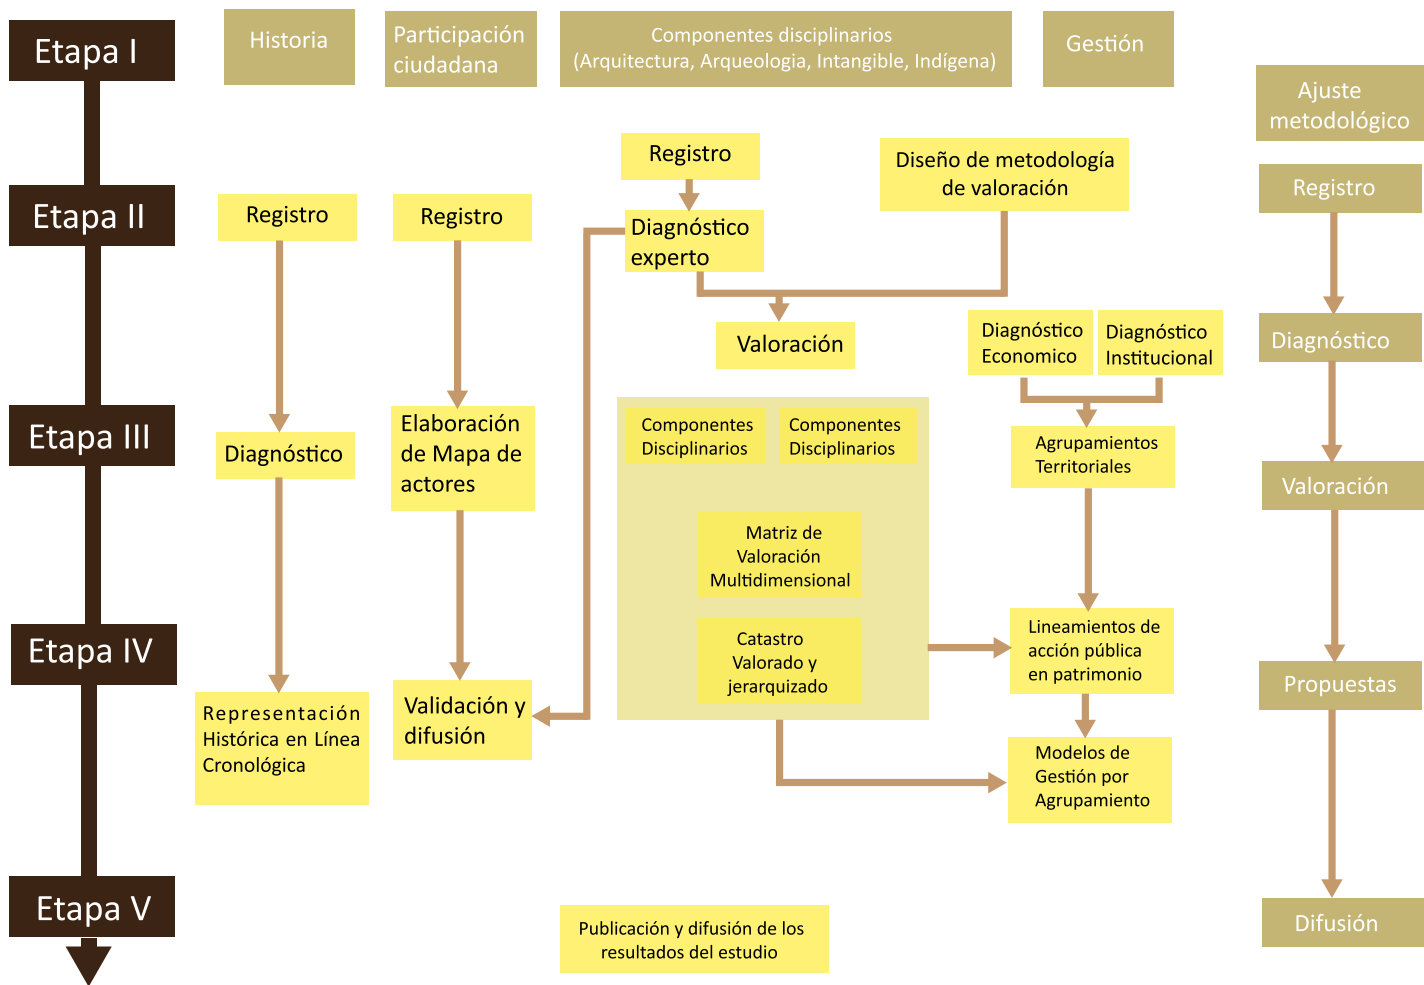 Etapa I
Historia
Participación
ciudadana
Componentes disciplinarios
(Arquitectura, Arqueologia, Intangible, Indígena)
Gestión
Ajuste
metodológico
Registro
Diseño de metodología
de valoración
Registro
Etapa II
Registro
Registro
Diagnóstico
experto
Valoración
Diagnóstico
Economico
Diagnóstico
Institucional
Diagnóstico
Etapa III
Diagnóstico
Elaboración
de Mapa de
actores
Componentes
Disciplinarios
Componentes
Disciplinarios
Agrupamientos
Territoriales
Valoración
Matriz de
Valoración
Multidimensional
Etapa IV
Catastro
Valorado y
jerarquizado
Lineamientos de
acción pública
en patrimonio
Propuestas
Representación
Histórica en Línea
Cronológica
Validación y
difusión
Modelos de
Gestión por
Agrupamiento
Etapa V
Publicación y difusión de los
resultados del estudio
Difusión